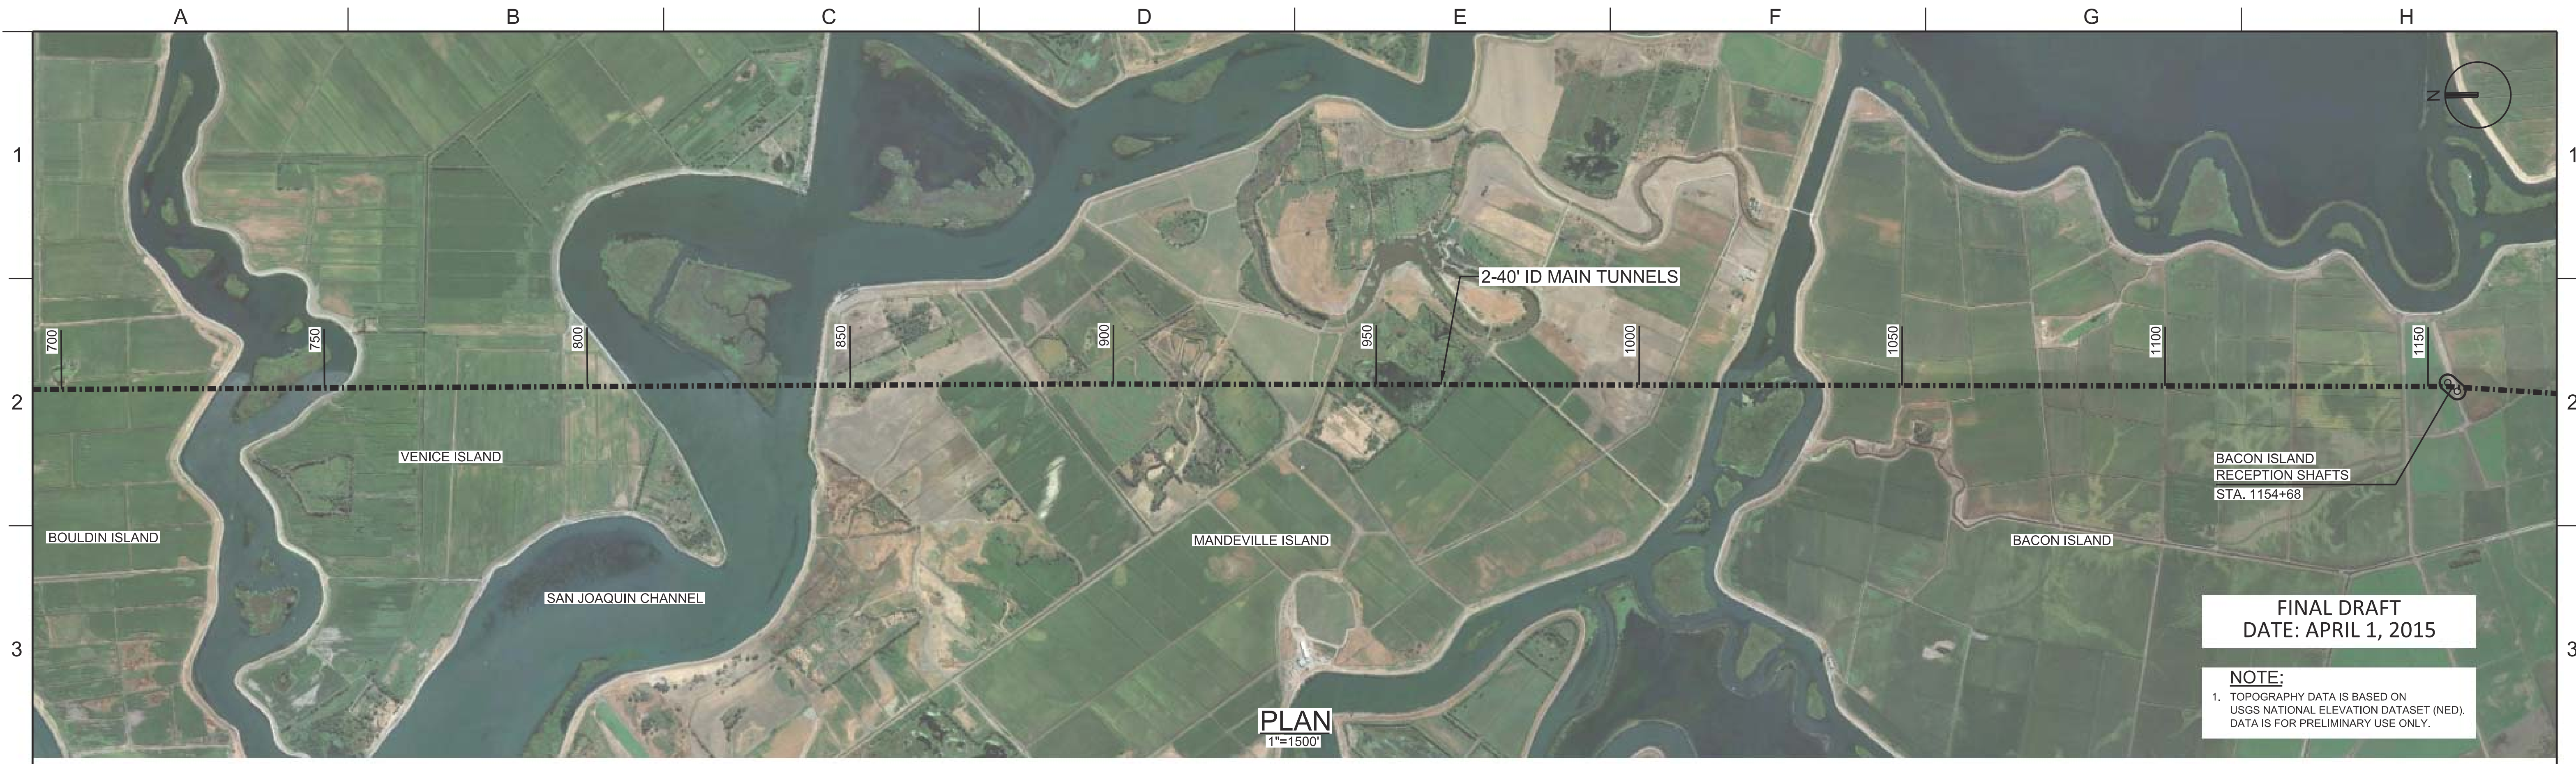 A B C D E F G H
1 1
N
2-40' ID MAIN TUNNELS
700 750 800 850 900 950 1000 1050 1100 1150
2 2
VENICE ISLAND
BACON ISLAND
RECEPTION SHAFTS
STA. 1154+68
BOULDIN ISLAND
MANDEVILLE ISLAND
BACON ISLAND
SAN JOAQUIN CHANNEL
FINAL DRAFT
DATE: APRIL 1, 2015
3 3
NOTE:
1. TOPOGRAPHY DATA IS BASED ON
USGS NATIONAL ELEVATION DATASET (NED).
DATA IS FOR PRELIMINARY USE ONLY.
PLAN
1"=1500'